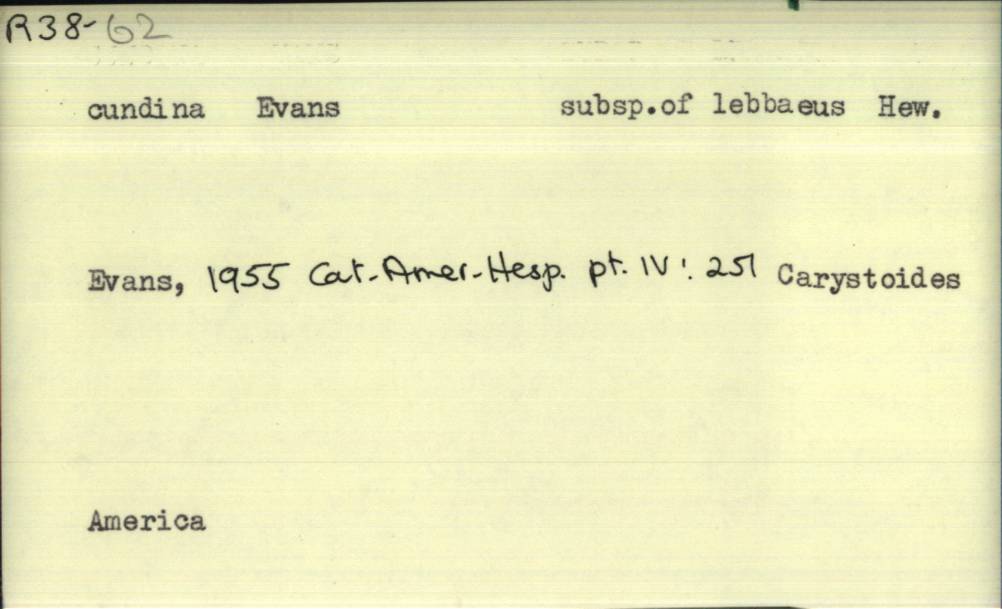 R38-62
cundina Evans subsp.of lebbaeus Hew.
Evans, 1955 Cat-Amer-Hesp. pt. IV: 251 Carystoides
America